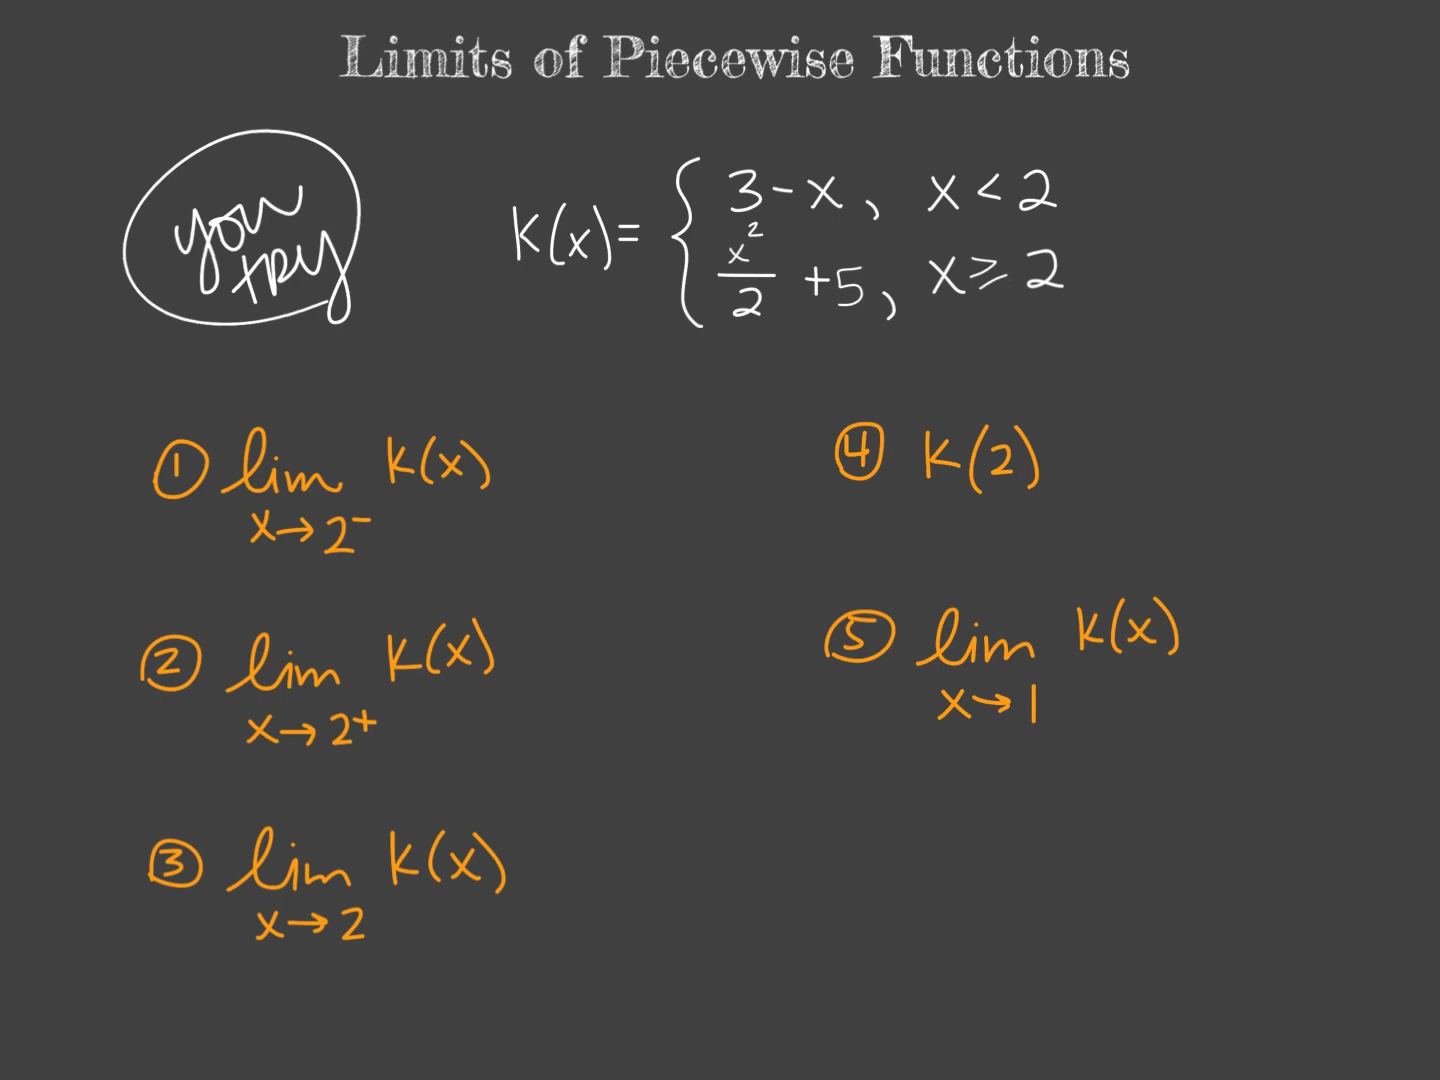 Limits of Piecewise Functions
you try
K(x) = { 3 - x, x < 2
x²/2 + 5, x ≥ 2
① lim x→2⁻ K(x)
② lim x→2⁺ K(x)
③ lim x→2 K(x)
④ K(2)
⑤ lim x→1 K(x)